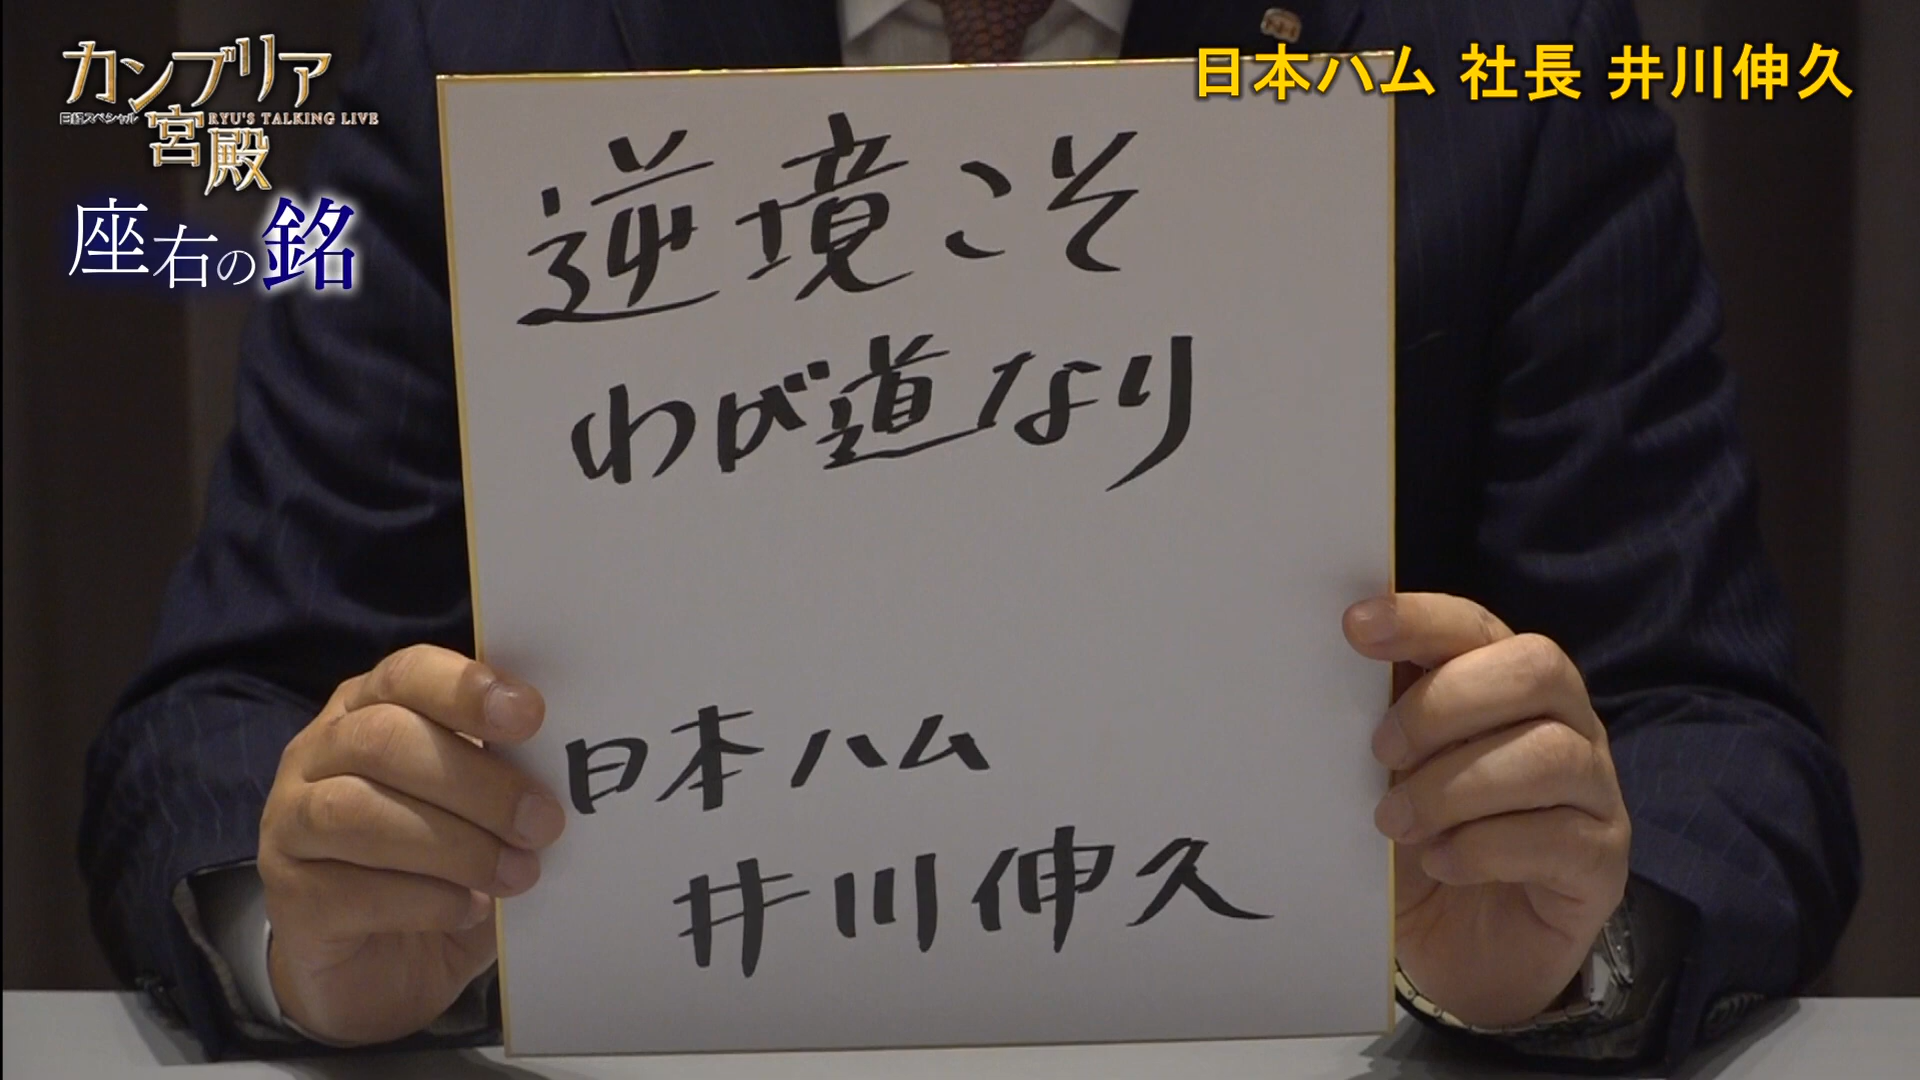 カンブリア
日経スペシャル
宮殿
RYU'S TALKING LIVE
座右の銘
日本ハム 社長 井川伸久
逆境こそ
わが道なり
日本ハム
井川伸久